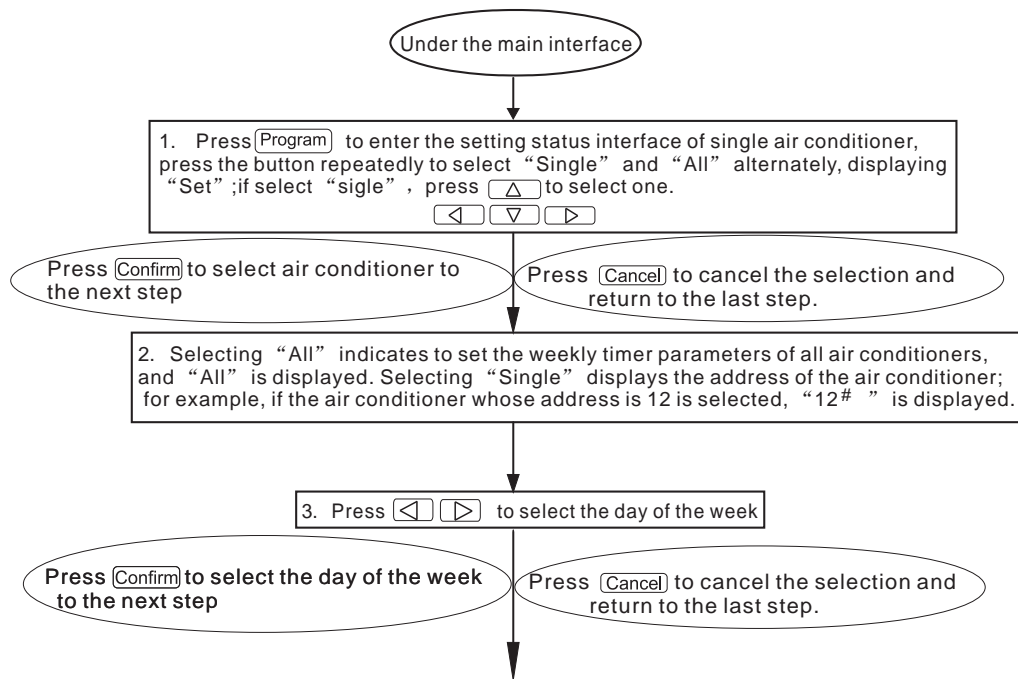 Under the main interface
1. Press Program to enter the setting status interface of single air conditioner,
press the button repeatedly to select “Single” and “All” alternately, displaying
“Set” ;if select “sigle” , press △ to select one.
◁ ▽ ▷
Press Confirm to select air conditioner to
the next step
Press Cancel to cancel the selection and
return to the last step.
2. Selecting “All” indicates to set the weekly timer parameters of all air conditioners,
and “All” is displayed. Selecting “Single” displays the address of the air conditioner;
for example, if the air conditioner whose address is 12 is selected, “12# ” is displayed.
3. Press ◁ ▷ to select the day of the week
Press Confirm to select the day of the week
to the next step
Press Cancel to cancel the selection and
return to the last step.